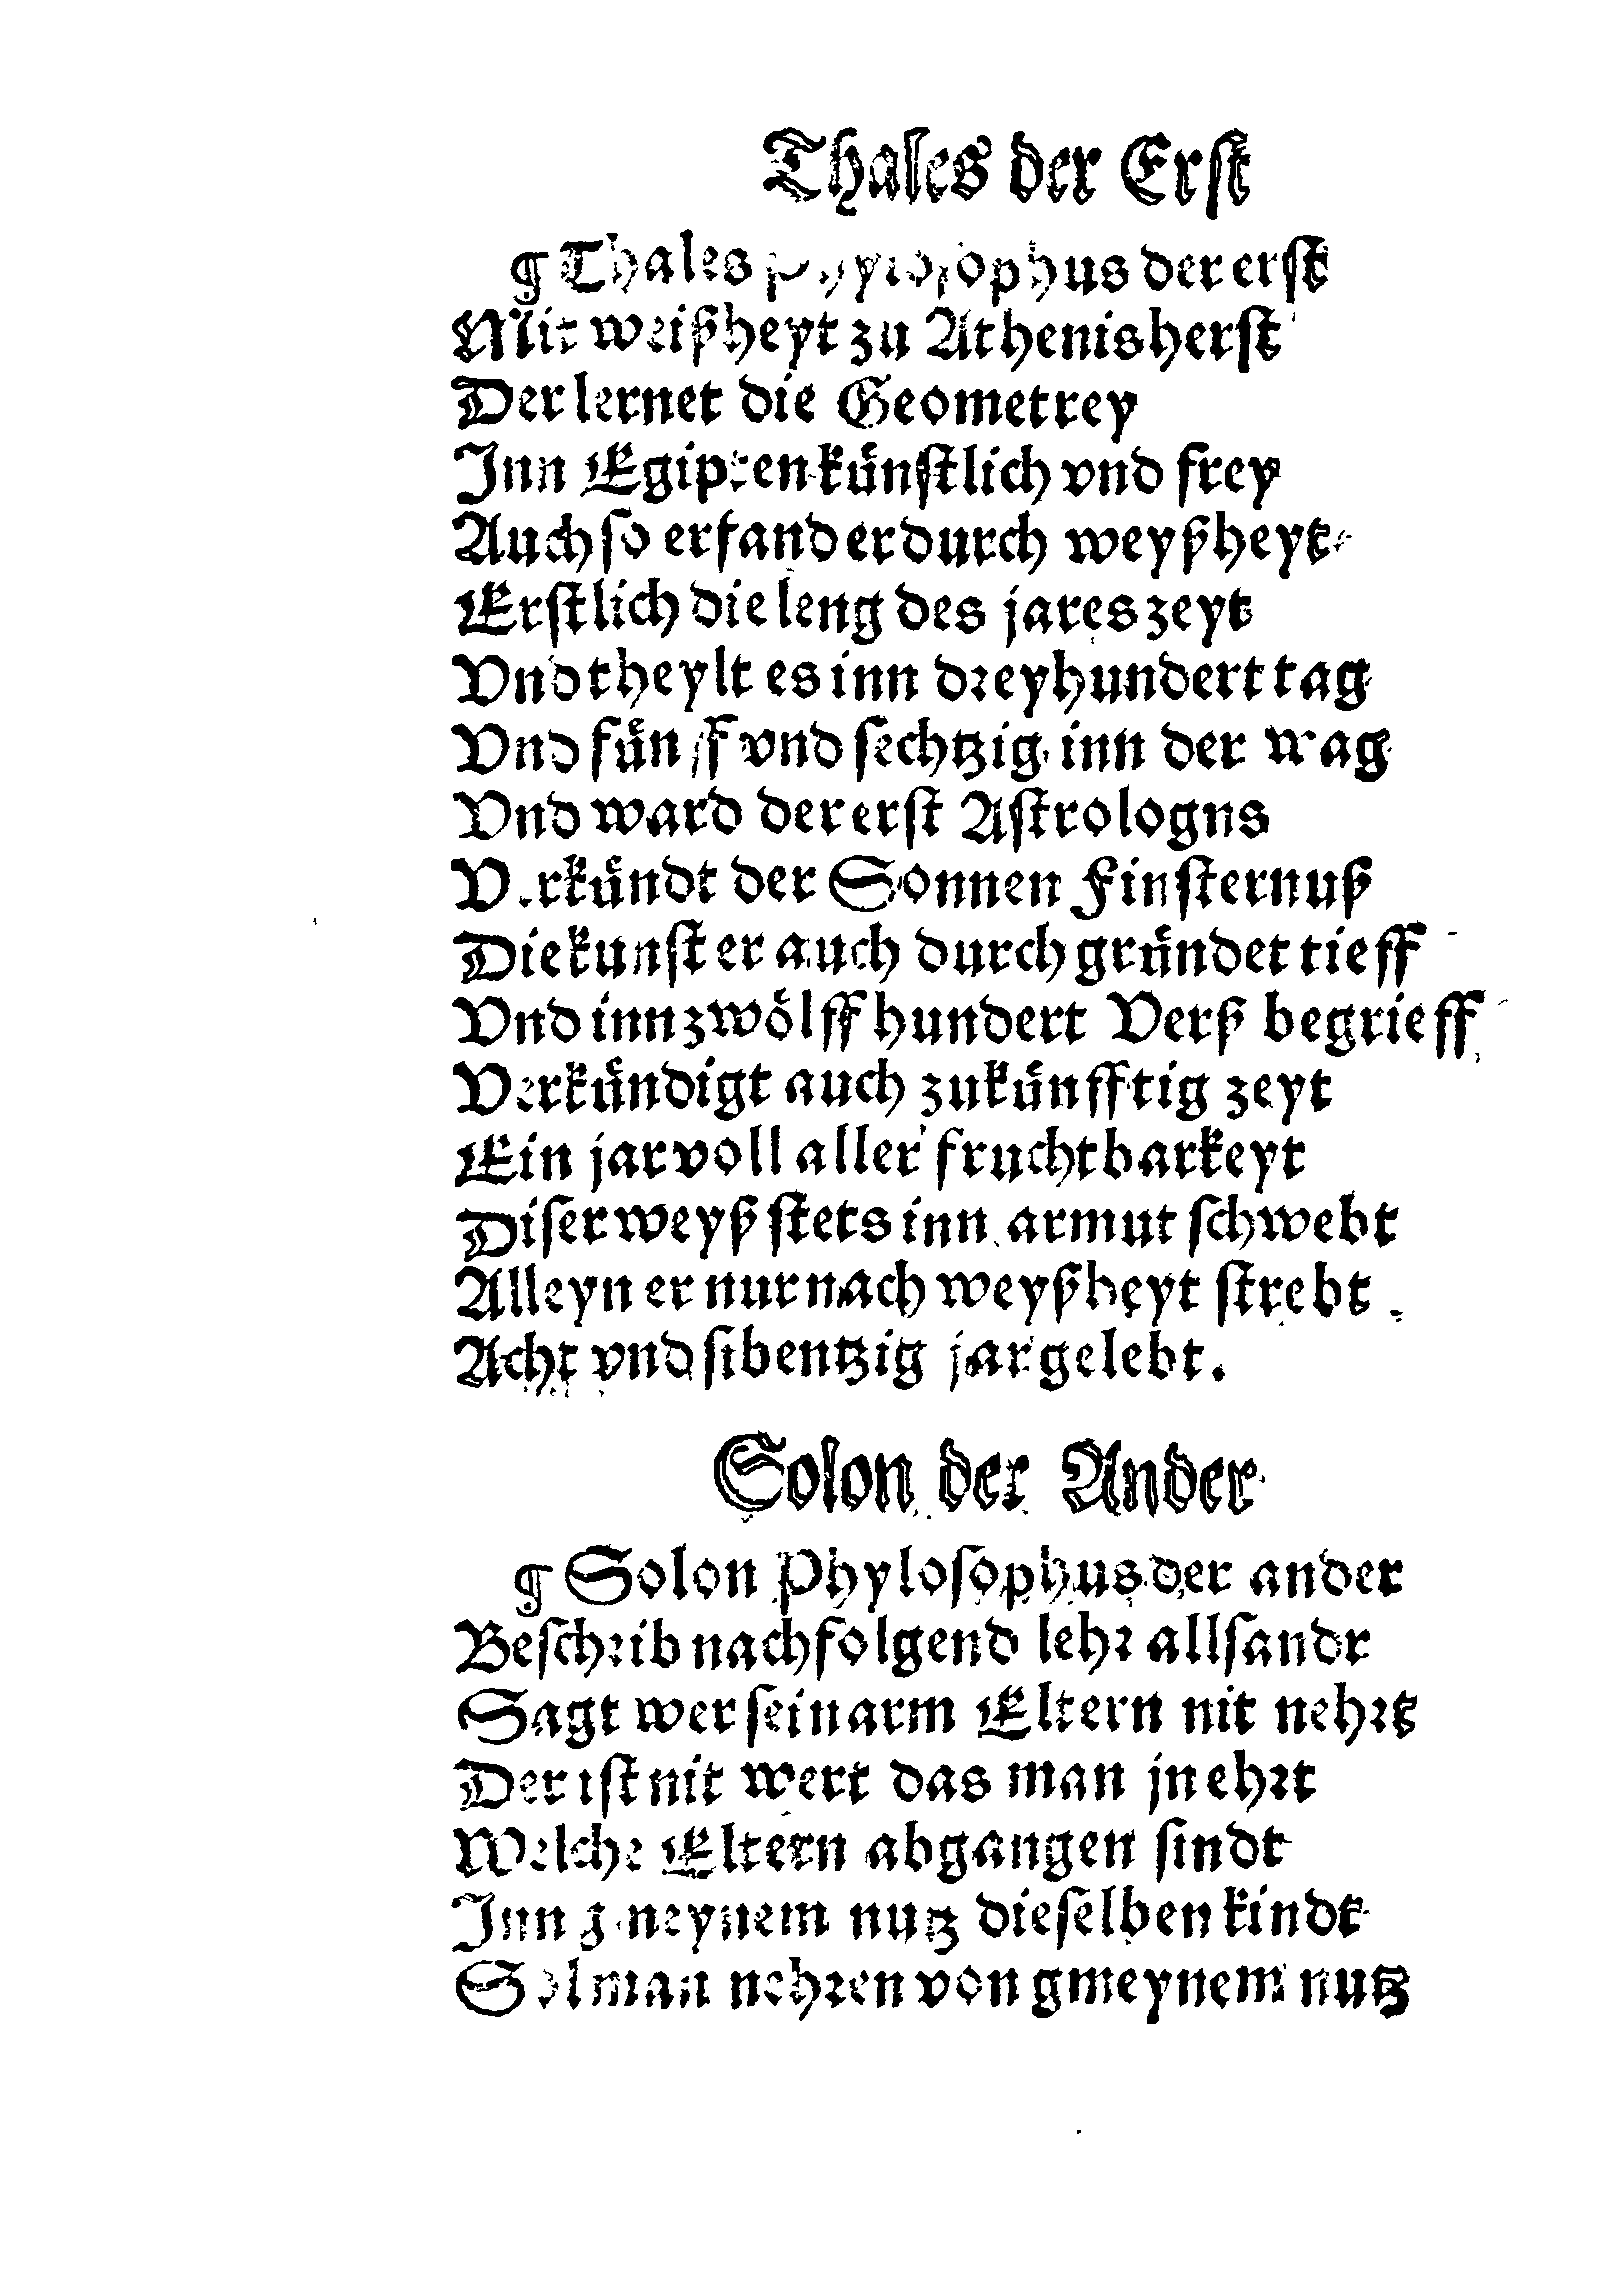 Thales der Erst
¶ Thales phylosophus der erst
Mit weißheyt zu Athenis herst
Der lernet die Geometrey
Inn Egipten künstlich vnd frey
Auch so erfand er durch weyßheyt
Erstlich die leng des jares zeyt
Vnd theylt es inn dreyhundert tag
Vnd fünff vnd sechtzig inn der wag
Vnd ward der erst Astrologns
Verkündt der Sonnen Finsternuß
Die kunst er auch durch gründet tieff
Vnd inn zwölff hundert Verß begrieff
Verkündigt auch zukünfftig zeyt
Ein jar voll aller fruchtbarkeyt
Diser weyß stets inn armut schwebt
Alleyn er nur nach weyßheyt strebt
Acht vnd sibentzig jar gelebt.
Solon der Ander
¶ Solon Phylosophus der ander
Beschrib nachfolgend lehr allsandr
Sagt wer sein arm Eltern nit nehrt
Der ist nit wert das man jn ehrt
Welche Eltern abgangen sindt
Inn gmeynem nutz dieselben kindt
Sol man nehren von gmeynem nutz